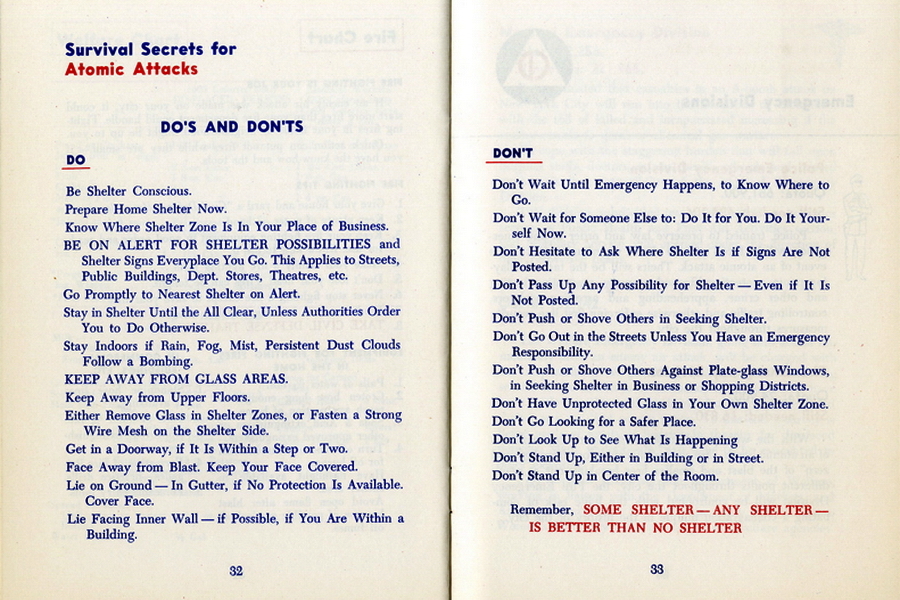 Survival Secrets for
Atomic Attacks
DO'S AND DON'TS
DO
Be Shelter Conscious.
Prepare Home Shelter Now.
Know Where Shelter Zone Is In Your Place of Business.
BE ON ALERT FOR SHELTER POSSIBILITIES and
Shelter Signs Everyplace You Go. This Applies to Streets,
Public Buildings, Dept. Stores, Theatres, etc.
Go Promptly to Nearest Shelter on Alert.
Stay in Shelter Until the All Clear, Unless Authorities Order
You to Do Otherwise.
Stay Indoors if Rain, Fog, Mist, Persistent Dust Clouds
Follow a Bombing.
KEEP AWAY FROM GLASS AREAS.
Keep Away from Upper Floors.
Either Remove Glass in Shelter Zones, or Fasten a Strong
Wire Mesh on the Shelter Side.
Get in a Doorway, if It Is Within a Step or Two.
Face Away from Blast. Keep Your Face Covered.
Lie on Ground — In Gutter, if No Protection Is Available.
Cover Face.
Lie Facing Inner Wall — if Possible, if You Are Within a
Building.
32
DON'T
Don't Wait Until Emergency Happens, to Know Where to
Go.
Don't Wait for Someone Else to: Do It for You. Do It Your-
self Now.
Don't Hesitate to Ask Where Shelter Is if Signs Are Not
Posted.
Don't Pass Up Any Possibility for Shelter — Even if It Is
Not Posted.
Don't Push or Shove Others in Seeking Shelter.
Don't Go Out in the Streets Unless You Have an Emergency
Responsibility.
Don't Push or Shove Others Against Plate-glass Windows,
in Seeking Shelter in Business or Shopping Districts.
Don't Have Unprotected Glass in Your Own Shelter Zone.
Don't Go Looking for a Safer Place.
Don't Look Up to See What Is Happening
Don't Stand Up, Either in Building or in Street.
Don't Stand Up in Center of the Room.
Remember, SOME SHELTER — ANY SHELTER —
IS BETTER THAN NO SHELTER
33